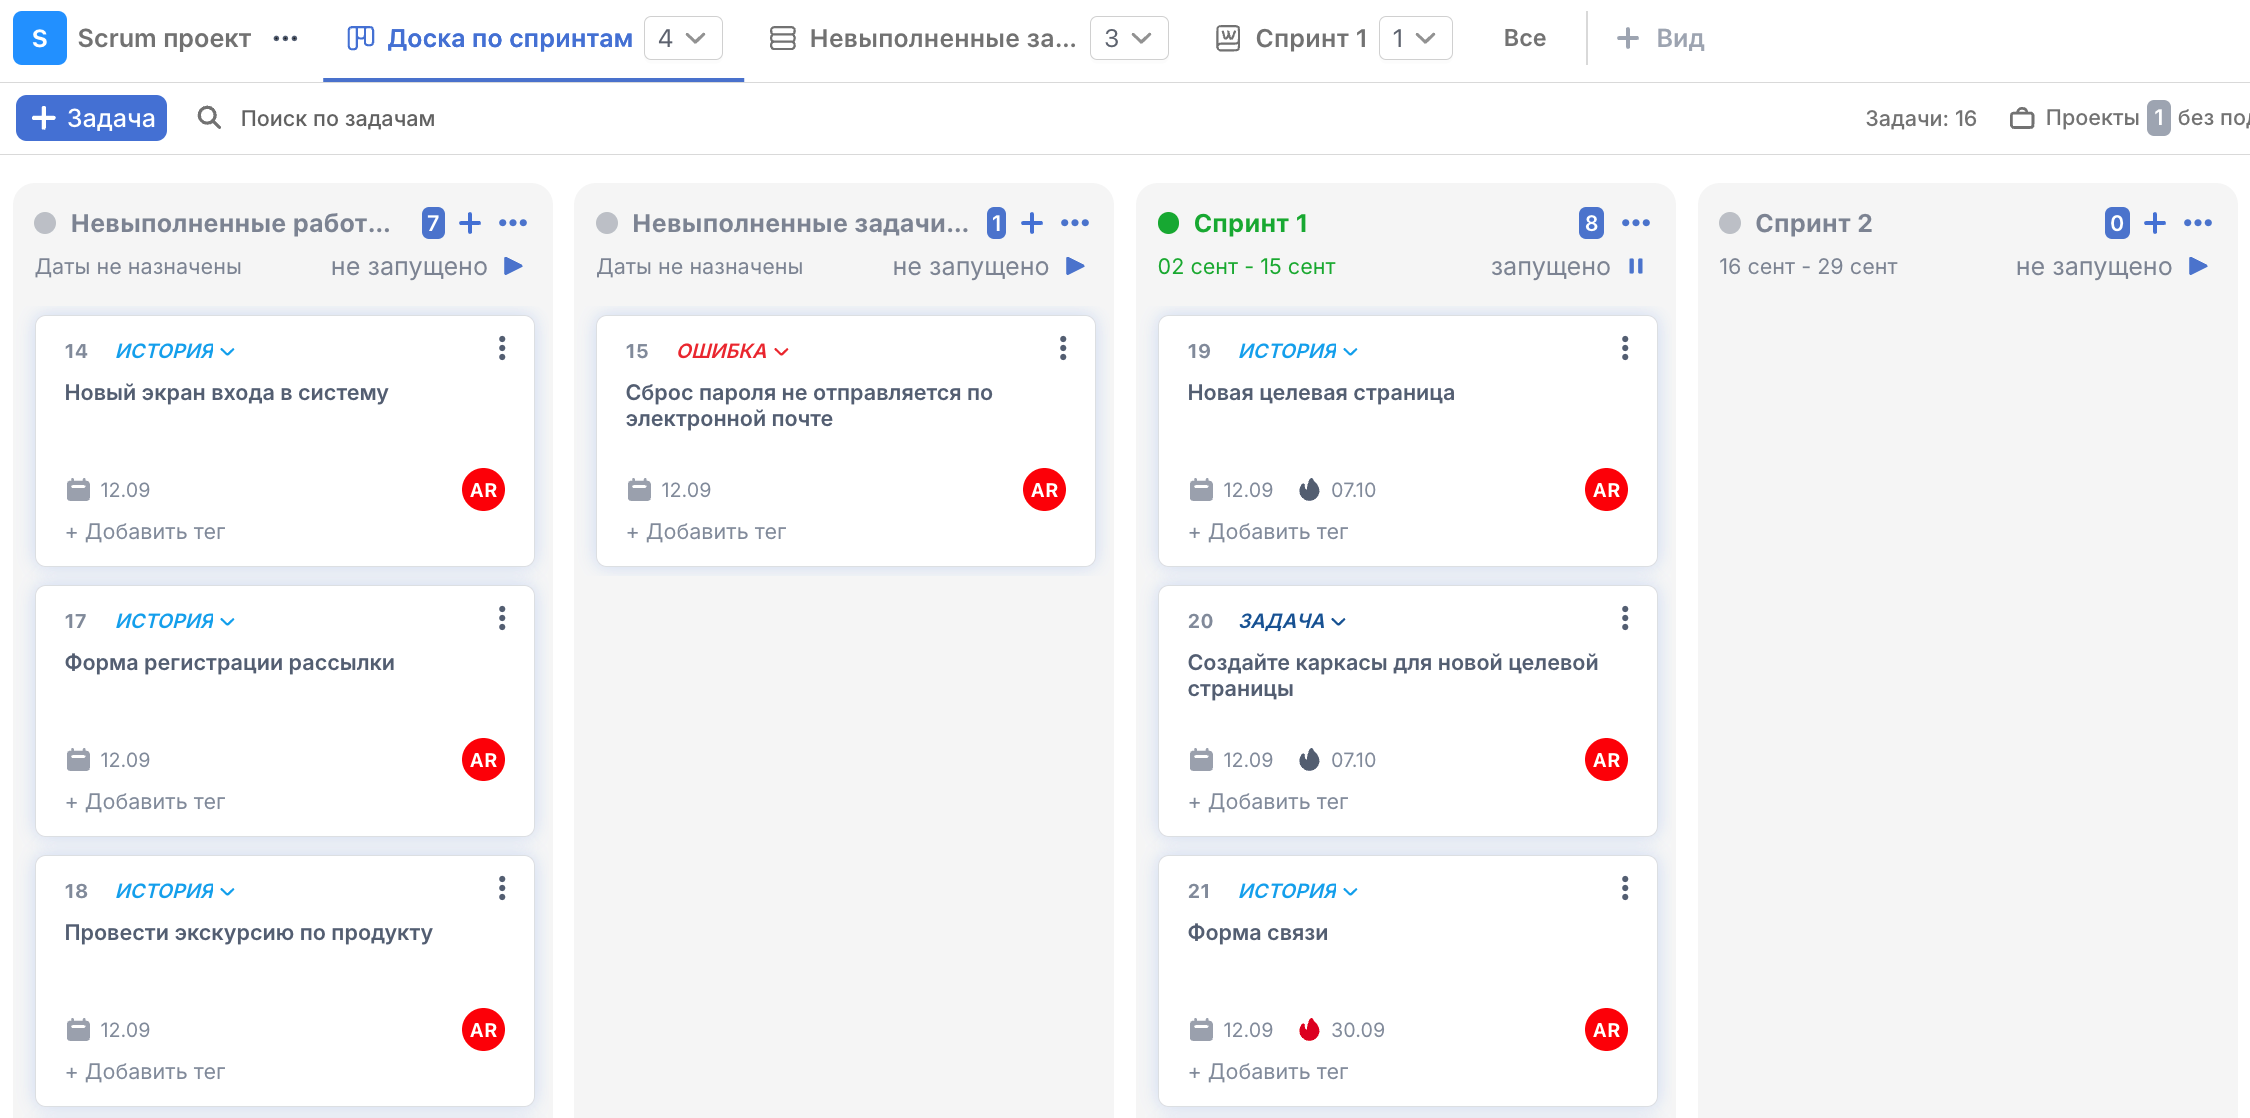 S Scrum проект ••• Доска по спринтам 4 Невыполненные за... 3 Спринт 1 1 Все + Вид
+ Задача Поиск по задачам Задачи: 16 Проекты 1 без под
Невыполненные работ... 7 + •••
Даты не назначены не запущено
14 ИСТОРИЯ
Новый экран входа в систему
12.09 AR
+ Добавить тег
17 ИСТОРИЯ
Форма регистрации рассылки
12.09 AR
+ Добавить тег
18 ИСТОРИЯ
Провести экскурсию по продукту
12.09 AR
+ Добавить тег
Невыполненные задачи... 1 + •••
Даты не назначены не запущено
15 ОШИБКА
Сброс пароля не отправляется по
электронной почте
12.09 AR
+ Добавить тег
Спринт 1 8 •••
02 сент - 15 сент запущено
19 ИСТОРИЯ
Новая целевая страница
12.09 07.10 AR
+ Добавить тег
20 ЗАДАЧА
Создайте каркасы для новой целевой
страницы
12.09 07.10 AR
+ Добавить тег
21 ИСТОРИЯ
Форма связи
12.09 30.09 AR
+ Добавить тег
Спринт 2 0 + •••
16 сент - 29 сент не запущено